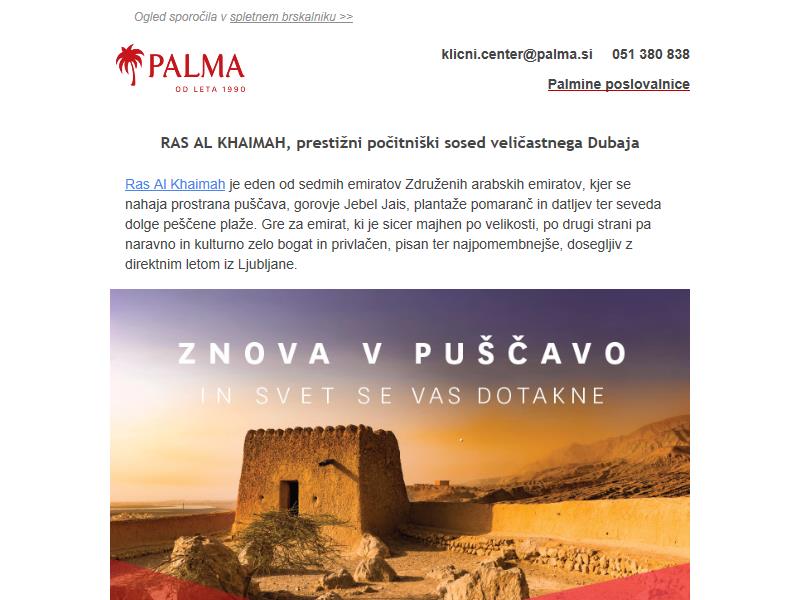 Ogled sporočila v spletnem brskalniku >>
PALMA
OD LETA 1990
klicni.center@palma.si 051 380 838
Palmine poslovalnice
RAS AL KHAIMAH, prestižni počitniški sosed veličastnega Dubaja
Ras Al Khaimah je eden od sedmih emiratov Združenih arabskih emiratov, kjer se
nahaja prostrana puščava, gorovje Jebel Jais, plantaže pomaranč in datljev ter seveda
dolge peščene plaže. Gre za emirat, ki je sicer majhen po velikosti, po drugi strani pa
naravno in kulturno zelo bogat in privlačen, pisan ter najpomembnejše, dosegljiv z
direktnim letom iz Ljubljane.
ZNOVA V PUŠČAVO
IN SVET SE VAS DOTAKNE